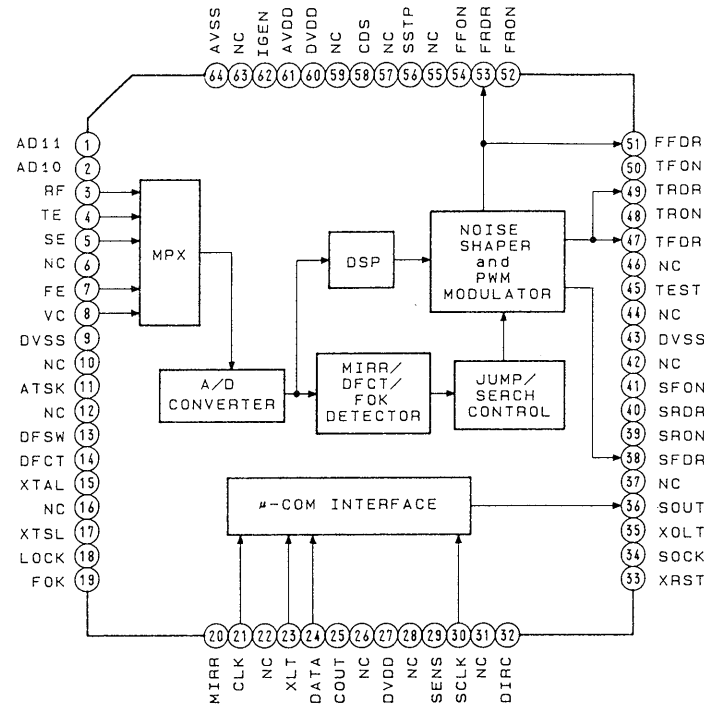 AVSS NC IGEN AVDD DVDD NC CDS NC SSTP NC FFON FRDR FRON
64 63 62 61 60 59 58 57 56 55 54 53 52
AD11 1
AD10 2
RF 3
TE 4
SE 5
NC 6
FE 7
VC 8
DVSS 9
NC 10
ATSK 11
NC 12
DFSW 13
DFCT 14
XTAL 15
NC 16
XTSL 17
LOCK 18
FOK 19
MPX
A/D
CONVERTER
DSP
MIRR/
DFCT/
FOK
DETECTOR
NOISE
SHAPER
and
PWM
MODULATOR
JUMP/
SERCH
CONTROL
μ-COM INTERFACE
51 FFDR
50 TFON
49 TRDR
48 TRON
47 TFDR
46 NC
45 TEST
44 NC
43 DVSS
42 NC
41 SFON
40 SRDR
39 SRON
38 SFDR
37 NC
36 SOUT
35 XOLT
34 SOCK
33 XRST
20 21 22 23 24 25 26 27 28 29 30 31 32
MIRR CLK NC XLT DATA COUT NC DVDD NC SENS SCLK NC DIRC